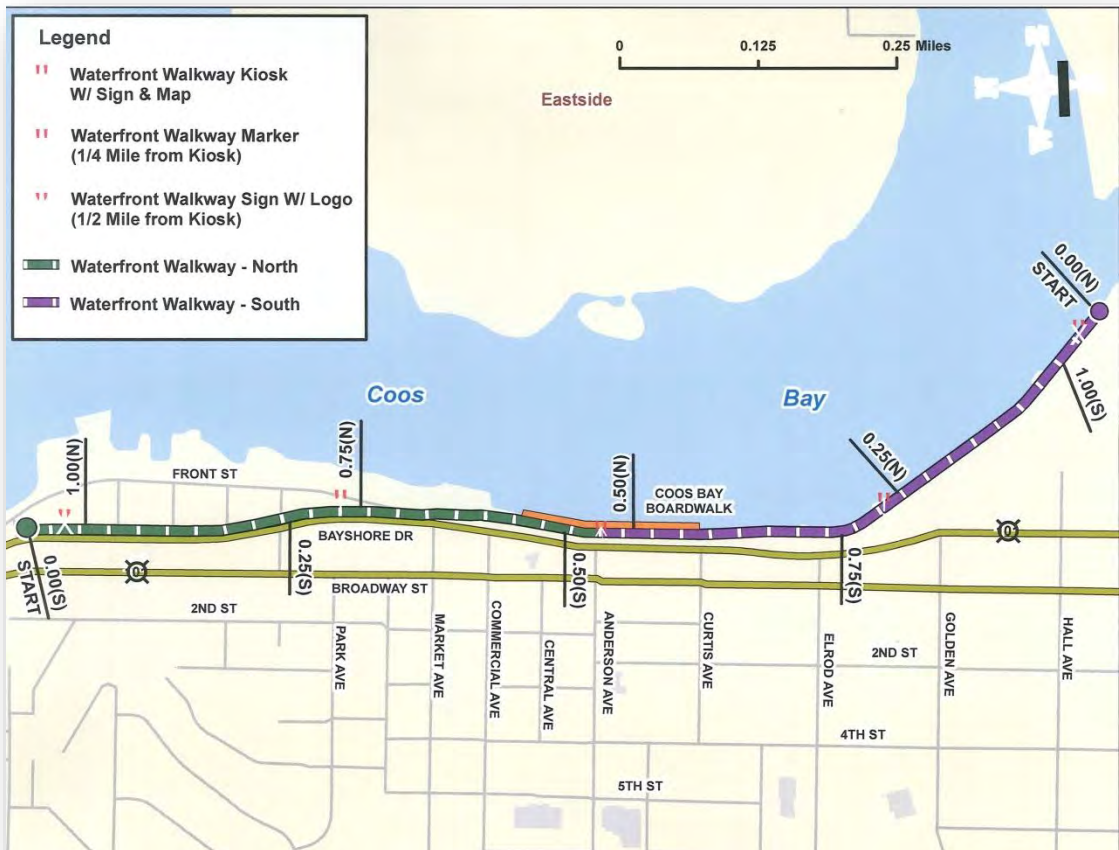 Legend
Waterfront Walkway Kiosk
W/ Sign & Map
Waterfront Walkway Marker
(1/4 Mile from Kiosk)
Waterfront Walkway Sign W/ Logo
(1/2 Mile from Kiosk)
Waterfront Walkway - North
Waterfront Walkway - South
0 0.125 0.25 Miles
Eastside
0.00(N)
START
Coos
Bay
1.00(S)
1.00(N)
FRONT ST
0.75(N)
0.50(N)
COOS BAY
BOARDWALK
0.25(N)
BAYSHORE DR
0.00(S)
START
0.25(S)
0.50(S)
0.75(S)
0
0
BROADWAY ST
2ND ST
PARK AVE
MARKET AVE
COMMERCIAL AVE
CENTRAL AVE
ANDERSON AVE
CURTIS AVE
ELROD AVE
GOLDEN AVE
HALL AVE
2ND ST
4TH ST
5TH ST